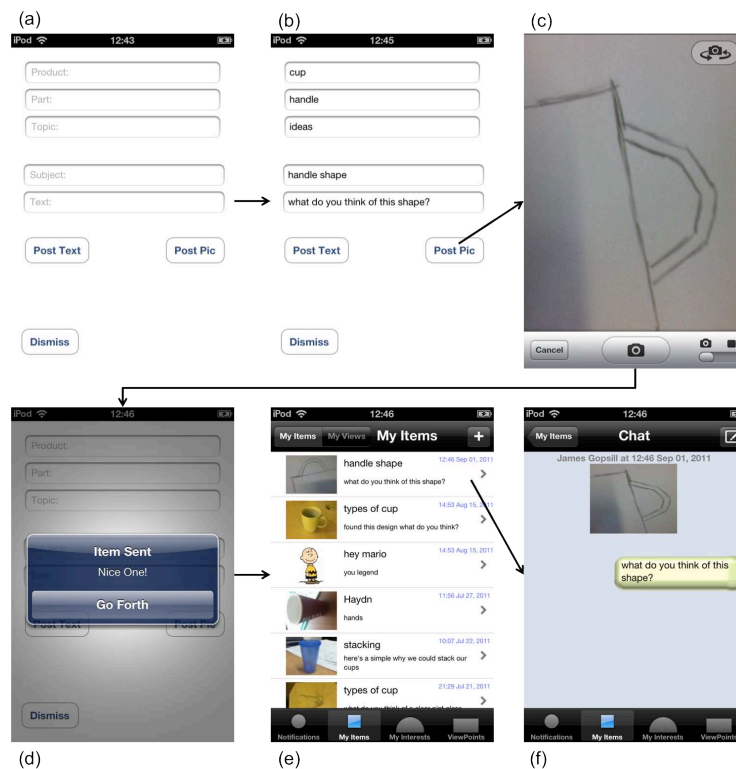 (a)
iPod 12:43
Product:
Part:
Topic:
Subject:
Text:
Post Text Post Pic
Dismiss
(b)
iPod 12:45
cup
handle
ideas
handle shape
what do you think of this shape?
Post Text Post Pic
Dismiss
(c)
Cancel
iPod 12:46
Product:
Part:
Topic:
Item Sent
Nice One!
Go Forth
Post Text Post Pic
Dismiss
(d)
iPod 12:46
My Items My Views My Items +
handle shape 12:46 Sep 01, 2011
what do you think of this shape?
types of cup 14:53 Aug 15, 2011
found this design what do you think?
hey mario 14:53 Aug 15, 2011
you legend
Haydn 11:56 Jul 27, 2011
hands
stacking 10:07 Jul 22, 2011
here's a simple why we could stack our
cups
types of cup 21:29 Jul 21, 2011
Notifications My Items My Interests ViewPoints
(e)
iPod 12:46
My Items Chat
James Gopsill at 12:46 Sep 01, 2011
what do you think of this
shape?
Notifications My Items My Interests ViewPoints
(f)